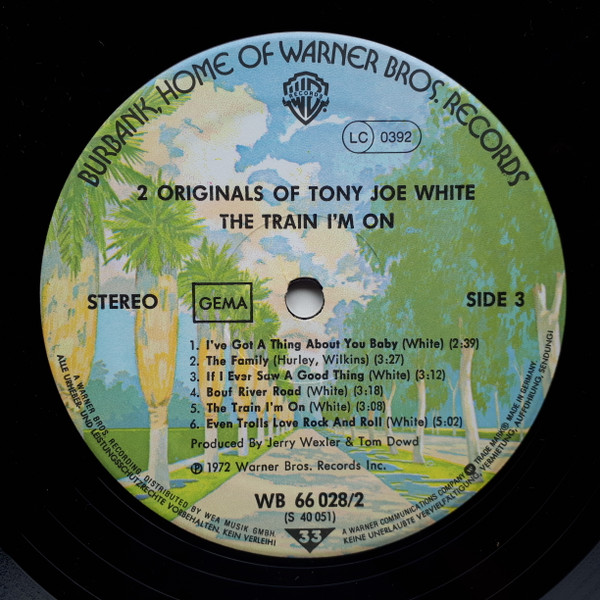 BURBANK, HOME OF WARNER BROS. RECORDS
WB
RECORDS
LC 0392
2 ORIGINALS OF TONY JOE WHITE
THE TRAIN I'M ON
STEREO
GEMA
SIDE 3
1. I've Got A Thing About You Baby (White) (2:39)
2. The Family (Hurley, Wilkins) (3:27)
3. If I Ever Saw A Good Thing (White) (3:12)
4. Bouf River Road (White) (3:18)
5. The Train I'm On (White) (3:08)
6. Even Trolls Love Rock And Roll (White) (5:02)
Produced By Jerry Wexler & Tom Dowd
Ⓟ 1972 Warner Bros. Records Inc.
WB 66 028/2
(S 40 051)
33
A WARNER BROS. RECORDING DISTRIBUTED BY WEA MUSIK GMBH.
ALLE URHEBER- UND LEISTUNGSSCHUTZRECHTE VORBEHALTEN. KEIN VERLEIH!
A WARNER COMMUNICATIONS COMPANY TRADE MARK® MADE IN GERMANY.
KEINE UNERLAUBTE VERVIELFÄLTIGUNG, VERMIETUNG, AUFFÜHRUNG, SENDUNG!